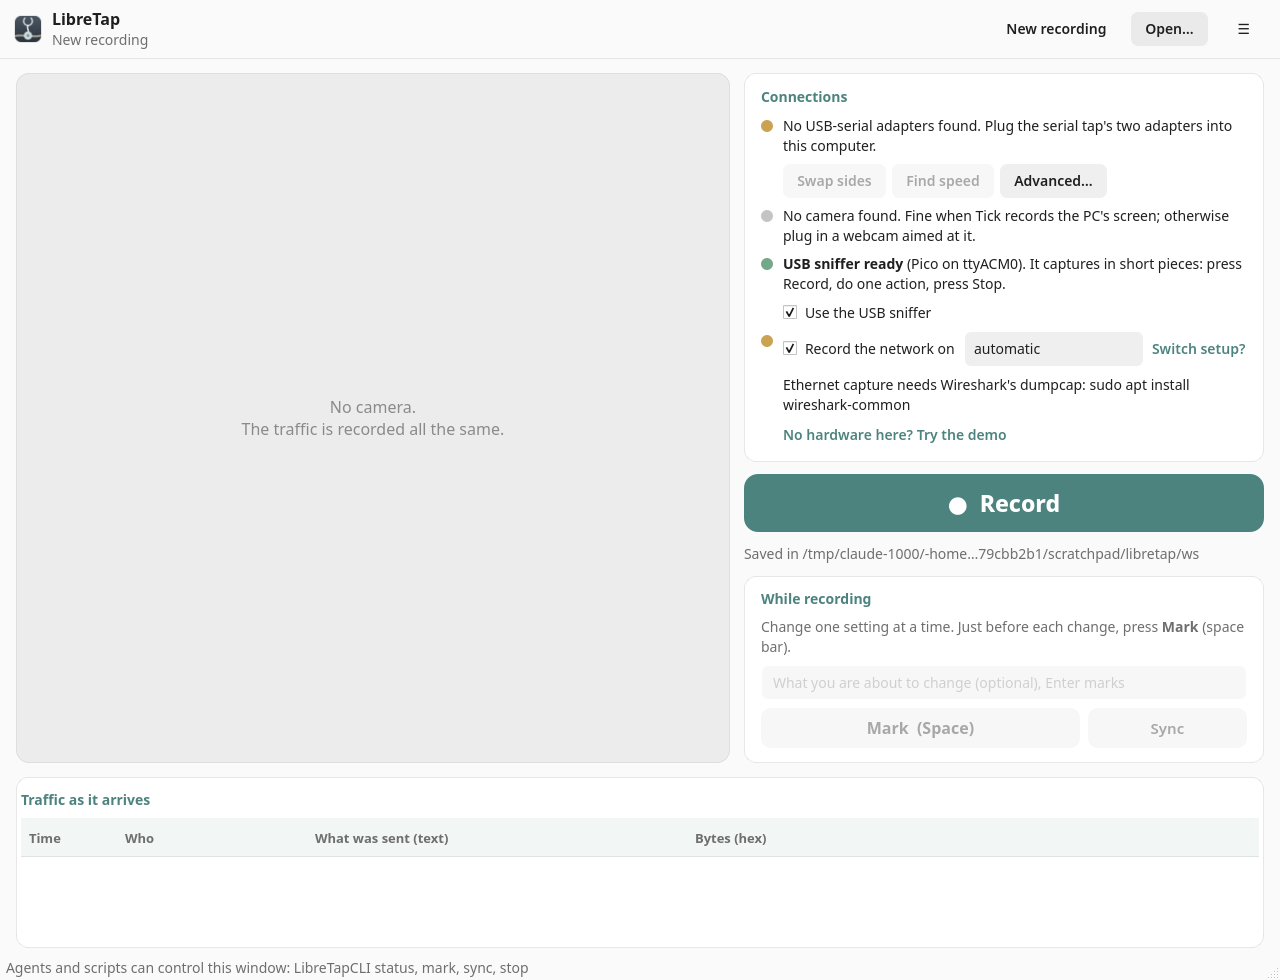 LibreTap
New recording
New recording
Open...
☰
No camera.
The traffic is recorded all the same.
Connections
No USB-serial adapters found. Plug the serial tap's two adapters into
this computer.
Swap sides
Find speed
Advanced...
No camera found. Fine when Tick records the PC's screen; otherwise
plug in a webcam aimed at it.
USB sniffer ready (Pico on ttyACM0). It captures in short pieces: press
Record, do one action, press Stop.
Use the USB sniffer
Record the network on
automatic
Switch setup?
Ethernet capture needs Wireshark's dumpcap: sudo apt install
wireshark-common
No hardware here? Try the demo
Record
Saved in /tmp/claude-1000/-home…79cbb2b1/scratchpad/libretap/ws
While recording
Change one setting at a time. Just before each change, press Mark (space
bar).
What you are about to change (optional), Enter marks
Mark (Space)
Sync
Traffic as it arrives
Time
Who
What was sent (text)
Bytes (hex)
Agents and scripts can control this window: LibreTapCLI status, mark, sync, stop